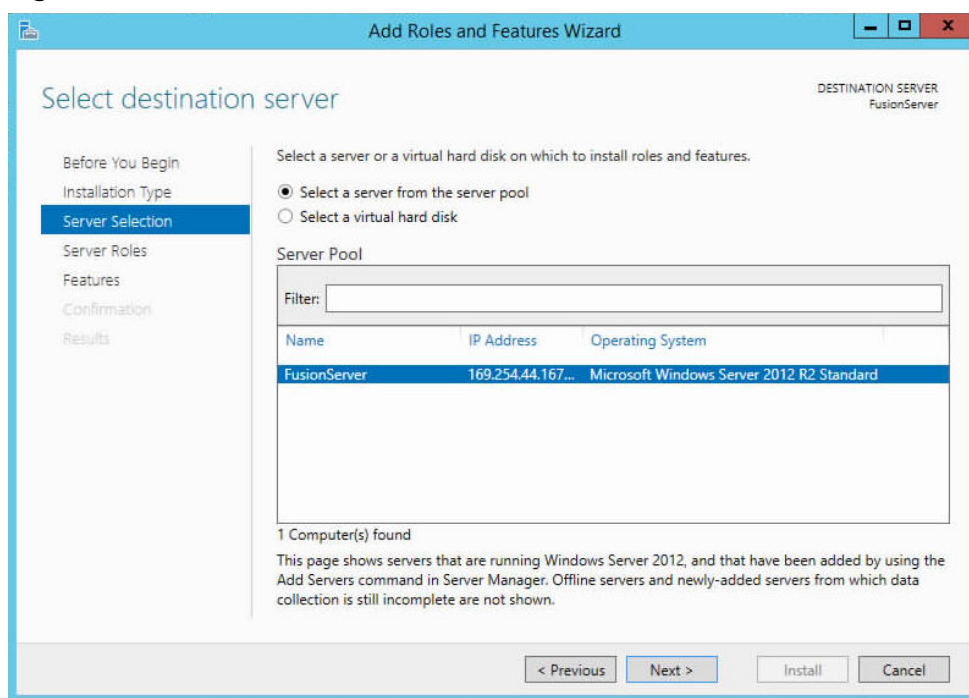 Add Roles and Features Wizard
Select destination server
DESTINATION SERVER
FusionServer
Before You Begin
Installation Type
Server Selection
Server Roles
Features
Confirmation
Results
Select a server or a virtual hard disk on which to install roles and features.
Select a server from the server pool
Select a virtual hard disk
Server Pool
Filter:
Name IP Address Operating System
FusionServer 169.254.44.167... Microsoft Windows Server 2012 R2 Standard
1 Computer(s) found
This page shows servers that are running Windows Server 2012, and that have been added by using the
Add Servers command in Server Manager. Offline servers and newly-added servers from which data
collection is still incomplete are not shown.
< Previous Next > Install Cancel